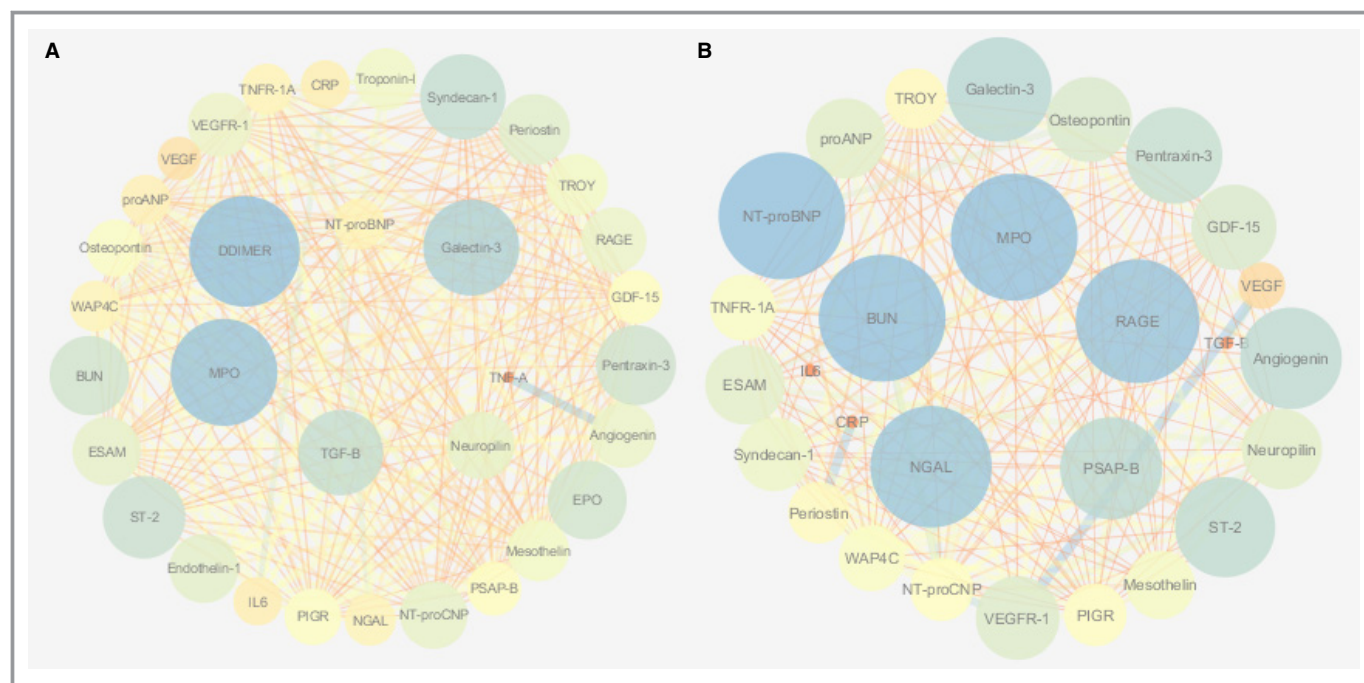 A
TNFR-1A
CRP
Troponin-I
Syndecan-1
VEGFR-1
Periostin
VEGF
TROY
proANP
NT-proBNP
Osteopontin
DDIMER
Galectin-3
RAGE
WAP4C
GDF-15
BUN
MPO
TNF-A
Pentraxin-3
ESAM
TGF-B
Neuropilin
Angiogenin
ST-2
EPO
Endothelin-1
Mesothelin
IL6
PIGR
NGAL
NT-proCNP
PSAP-B
B
TROY
Galectin-3
Osteopontin
proANP
Pentraxin-3
NT-proBNP
MPO
GDF-15
TNFR-1A
BUN
RAGE
VEGF
TGF-B
Angiogenin
IL6
ESAM
CRP
Syndecan-1
NGAL
PSAP-B
Neuropilin
Periostin
ST-2
WAP4C
NT-proCNP
Mesothelin
VEGFR-1
PIGR